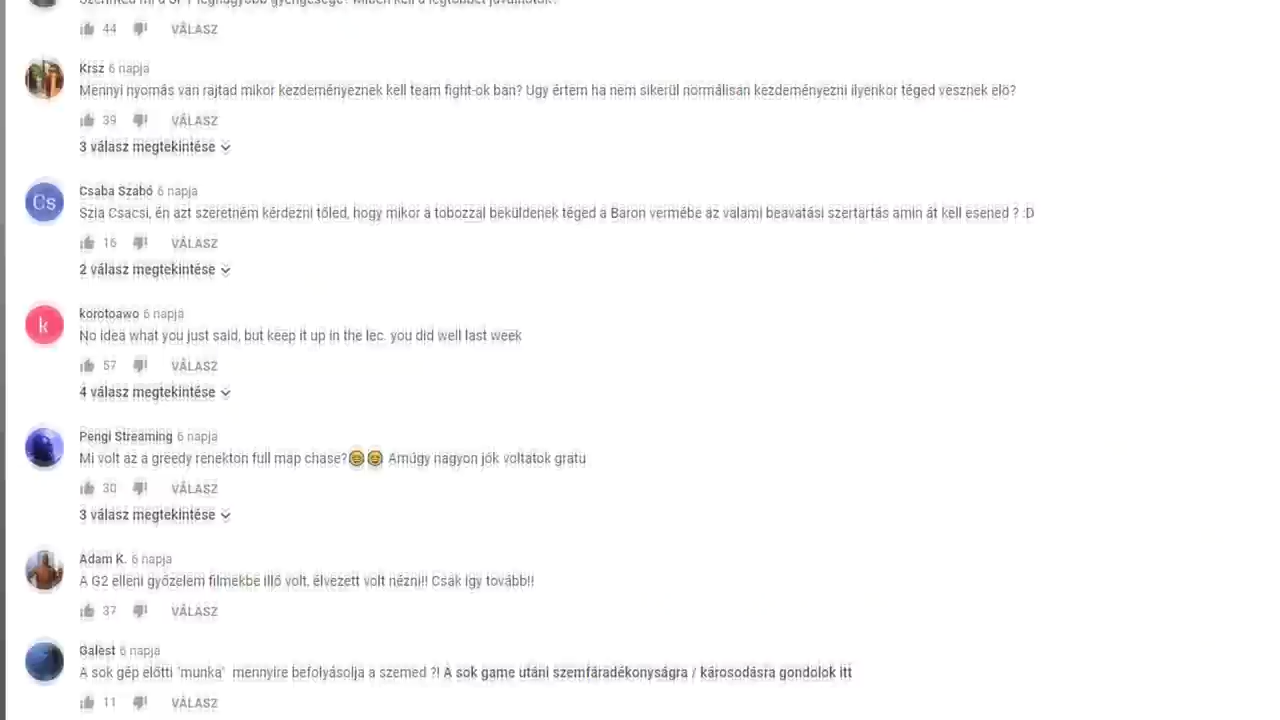 44 VÁLASZ
Krsz 6 napja
Mennyi nyomás van rajtad mikor kezdeményeznek kell team fight-ok ban? Ugy értem ha nem sikerül normálisan kezdeményezni ilyenkor téged vesznek elö?
39 VÁLASZ
3 válasz megtekintése
Cs
Csaba Szabó 6 napja
Szia Csacsi, én azt szeretném kérdezni tőled, hogy mikor a tobozzal beküldenek téged a Baron vermébe az valami beavatási szertartás amin át kell esened ? :D
16 VÁLASZ
2 válasz megtekintése
k
korotoawo 6 napja
No idea what you just said, but keep it up in the lec. you did well last week
57 VÁLASZ
4 válasz megtekintése
Pengi Streaming 6 napja
Mi volt az a greedy renekton full map chase?😄😄 Amúgy nagyon jók voltatok gratu
30 VÁLASZ
3 válasz megtekintése
Adam K. 6 napja
A G2 elleni győzelem filmekbe illő volt, élvezett volt nézni!! Csak így tovább!!
37 VÁLASZ
Galest 6 napja
A sok gép előtti 'munka' mennyire befolyásolja a szemed ?! A sok game utáni szemfáradékonyságra / károsodásra gondolok itt
11 VÁLASZ